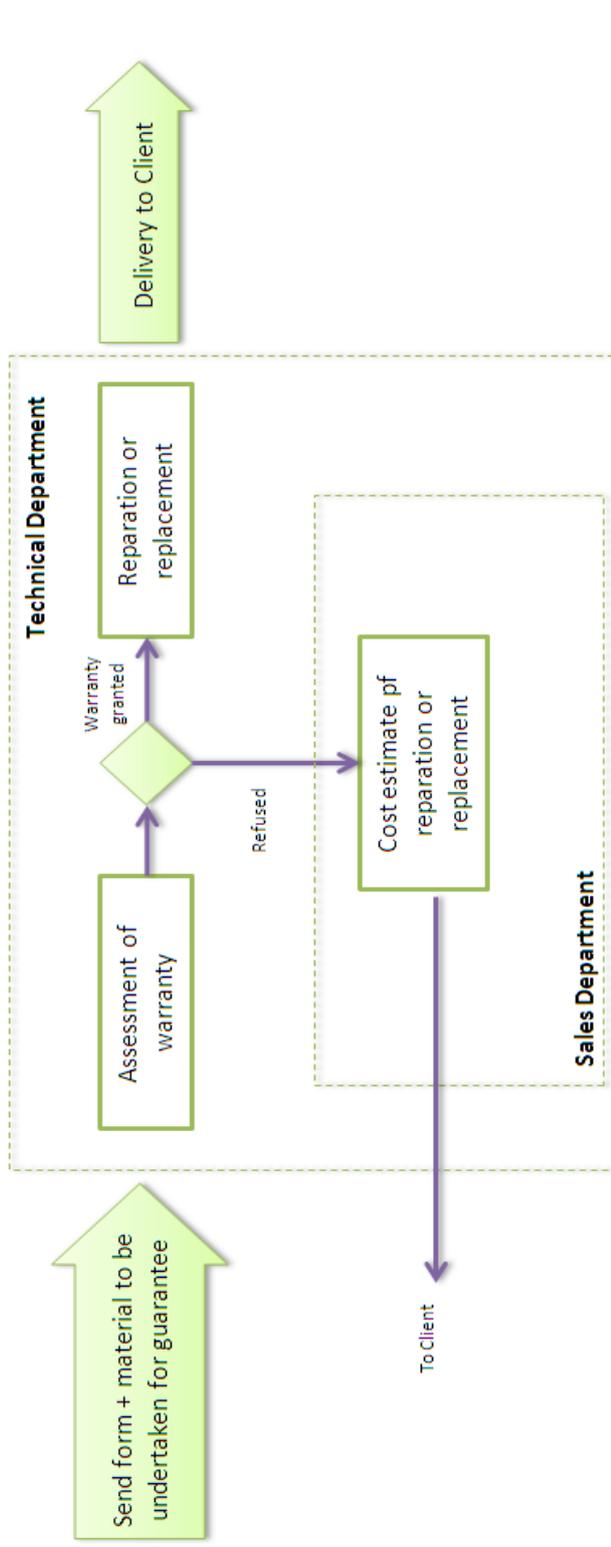 Send form + material to be
undertaken for guarantee
Technical Department
Assessment of
warranty
Warranty
granted
Reparation or
replacement
Delivery to Client
Refused
Cost estimate pf
reparation or
replacement
To Client
Sales Department